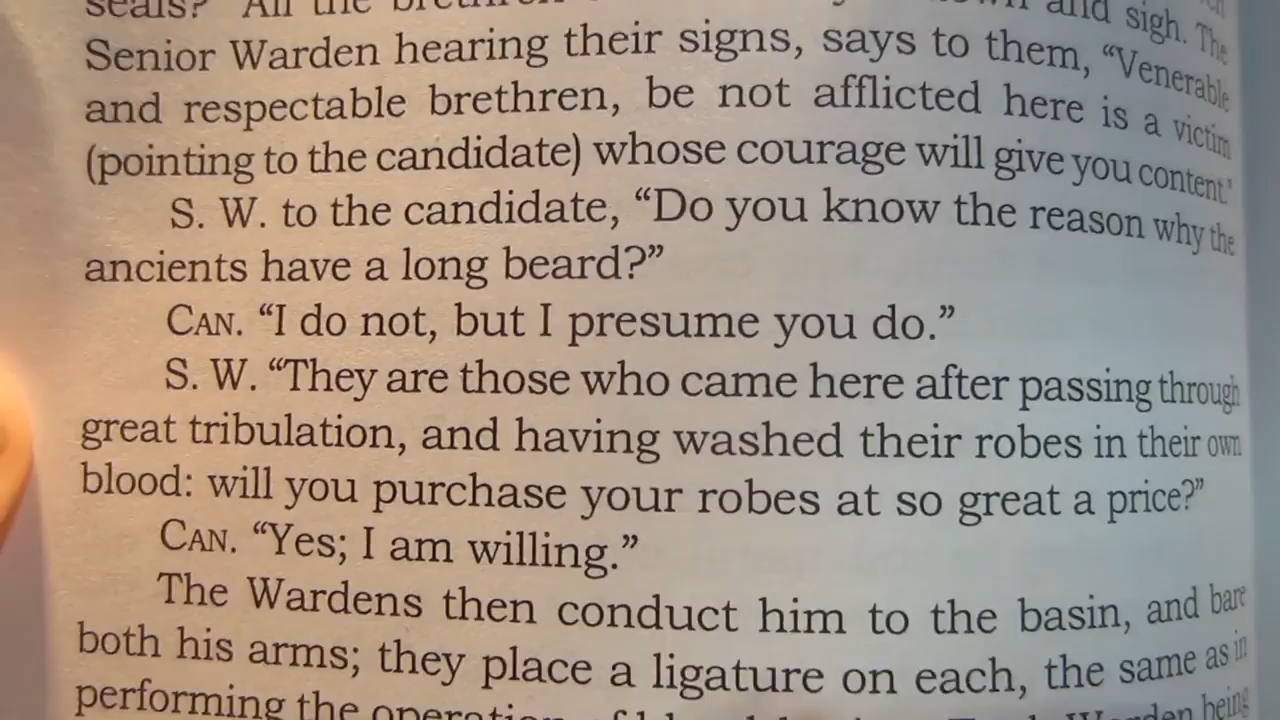 seals? All the brethren
and sigh. The
Senior Warden hearing their signs, says to them, “Venerable
and respectable brethren, be not afflicted here is a victim
(pointing to the candidate) whose courage will give you content”
S. W. to the candidate, “Do you know the reason why the
ancients have a long beard?”
CAN. “I do not, but I presume you do.”
S. W. “They are those who came here after passing through
great tribulation, and having washed their robes in their own
blood: will you purchase your robes at so great a price?”
CAN. “Yes; I am willing.”
The Wardens then conduct him to the basin, and bare
both his arms; they place a ligature on each, the same as in
performing the operation of being